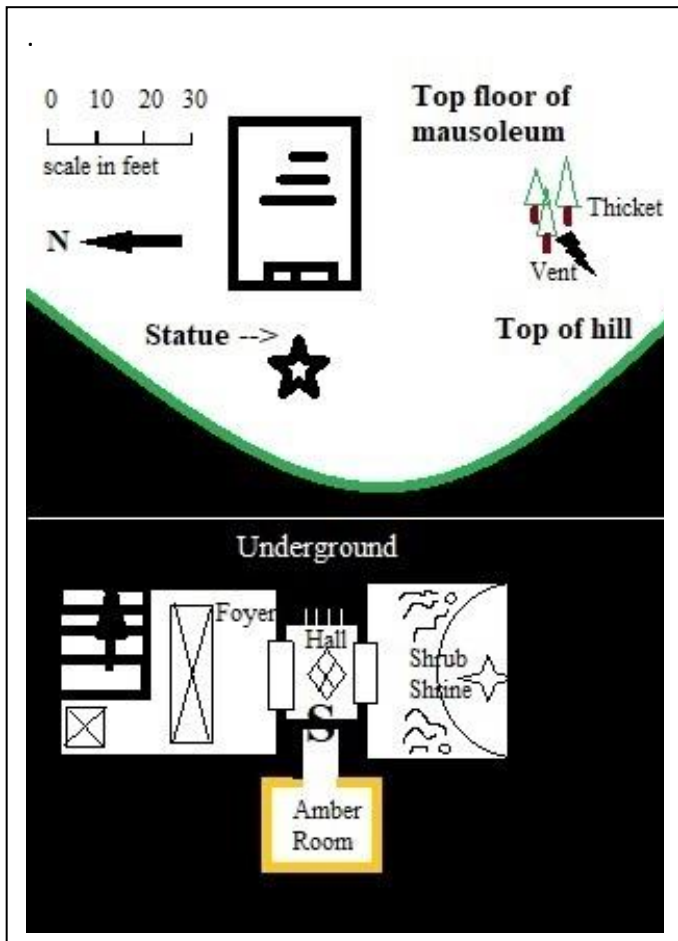 .
0 10 20 30
scale in feet
Top floor of
mausoleum
Thicket
N
Vent
Statue -->
Top of hill
Underground
Foyer
Hall
Shrub
Shrine
S
Amber
Room